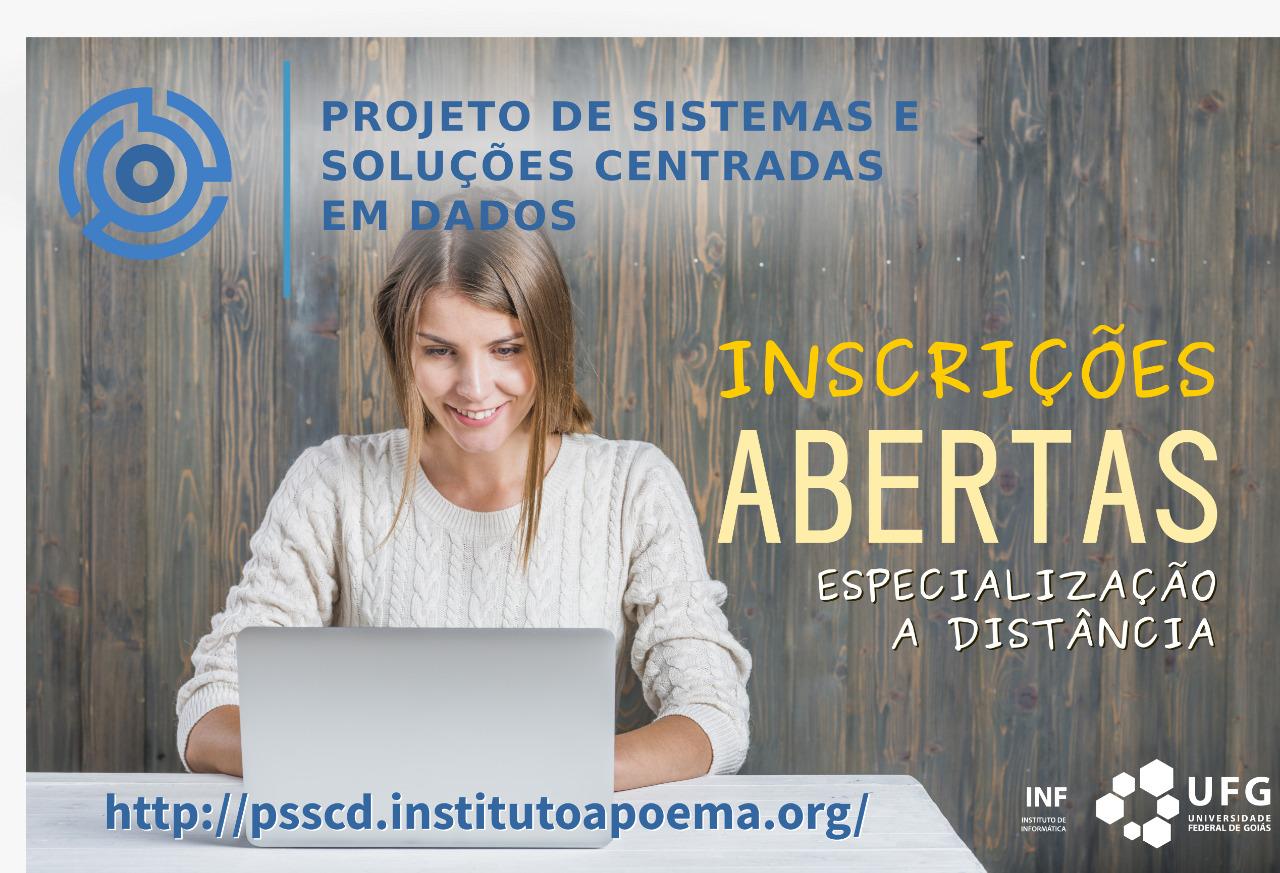 PROJETO DE SISTEMAS E
SOLUÇÕES CENTRADAS
EM DADOS
INSCRIÇÕES
ABERTAS
ESPECIALIZAÇÃO
A DISTÂNCIA
http://psscd.institutoapoema.org/
INF
INSTITUTO DE
INFORMÁTICA
UFG
UNIVERSIDADE
FEDERAL DE GOIÁS